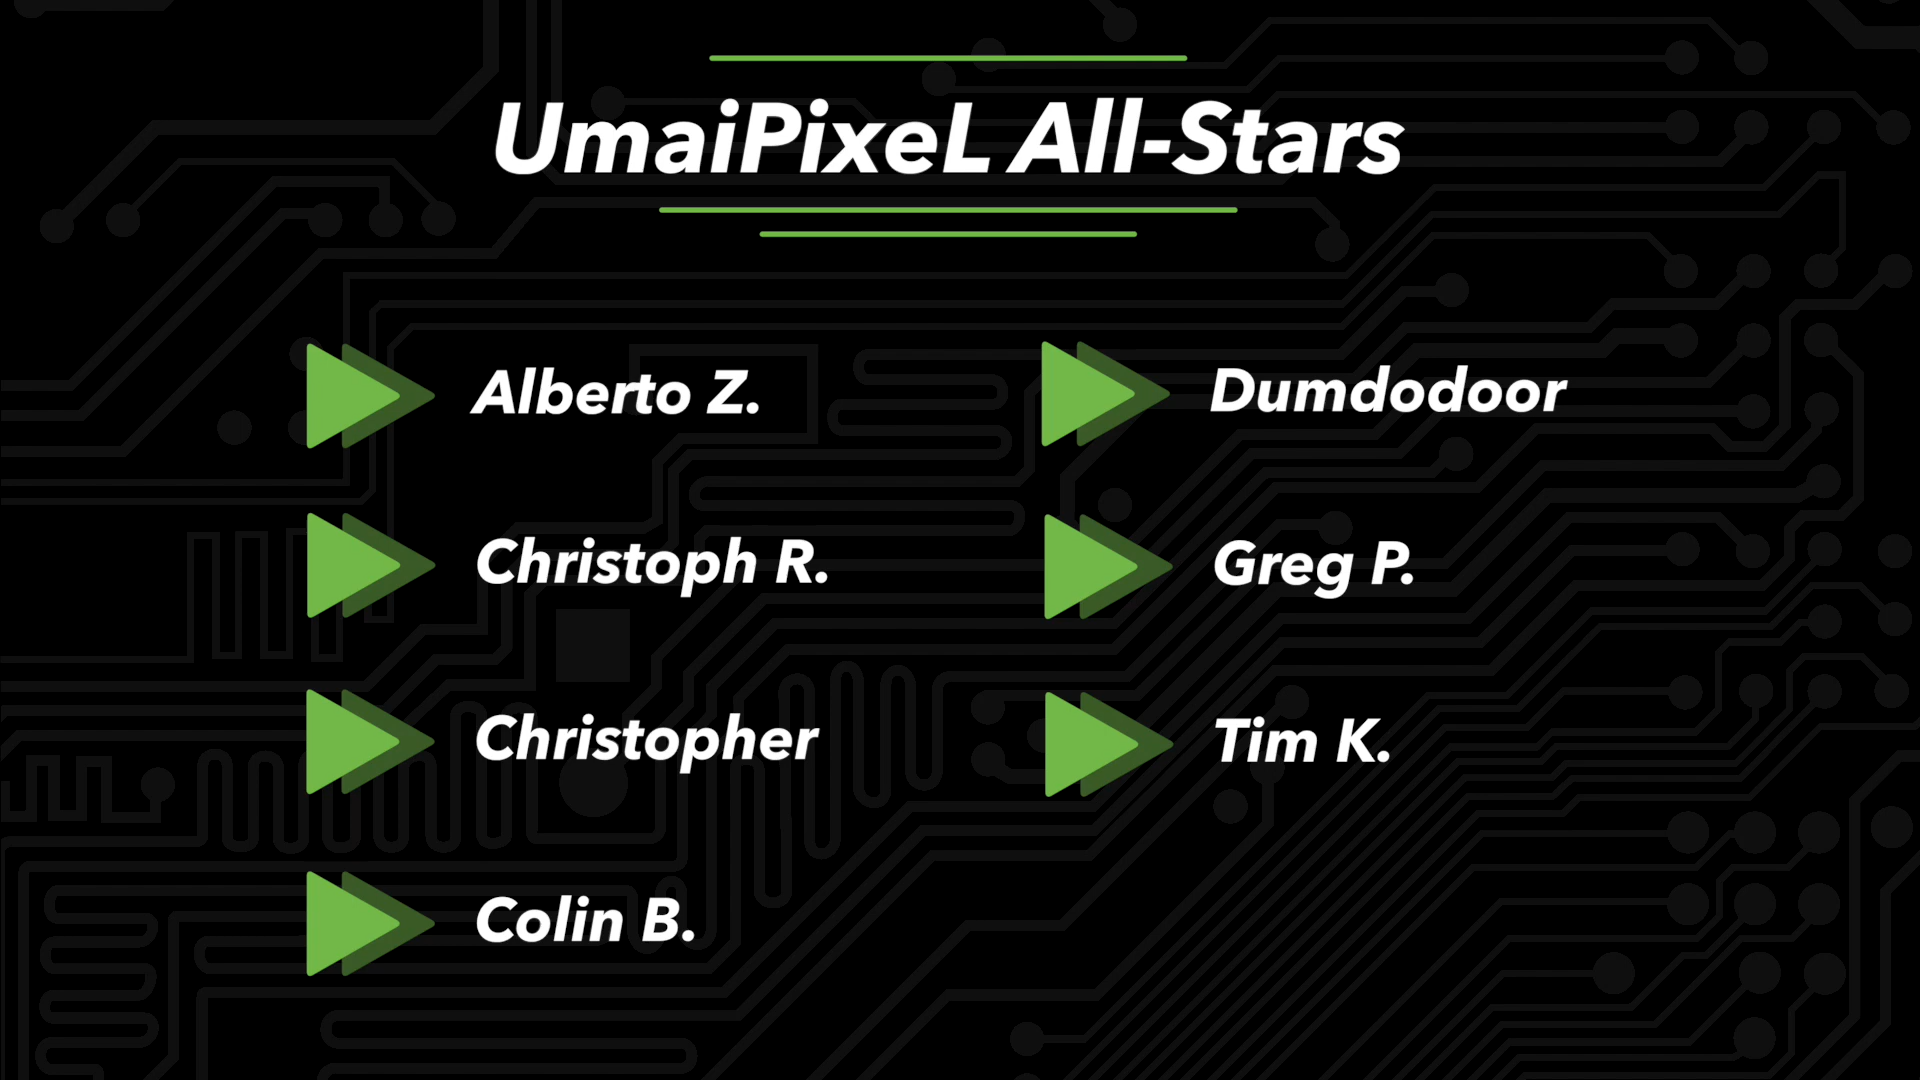 UmaiPixeL All-Stars
Alberto Z.
Christoph R.
Christopher
Colin B.
Dumdodoor
Greg P.
Tim K.